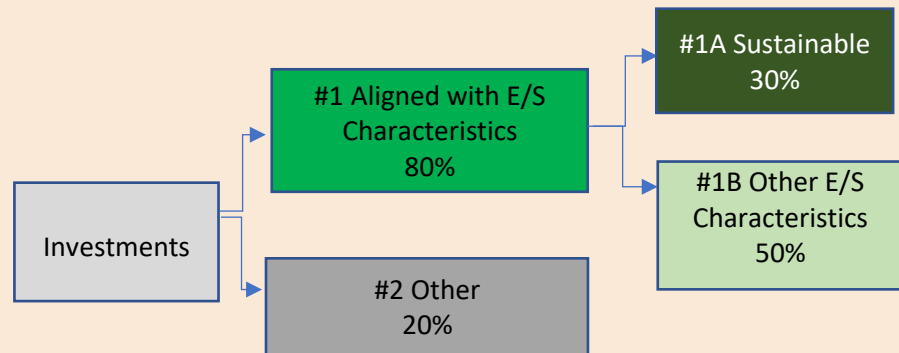 Investments
#1 Aligned with E/S
Characteristics
80%
#2 Other
20%
#1A Sustainable
30%
#1B Other E/S
Characteristics
50%